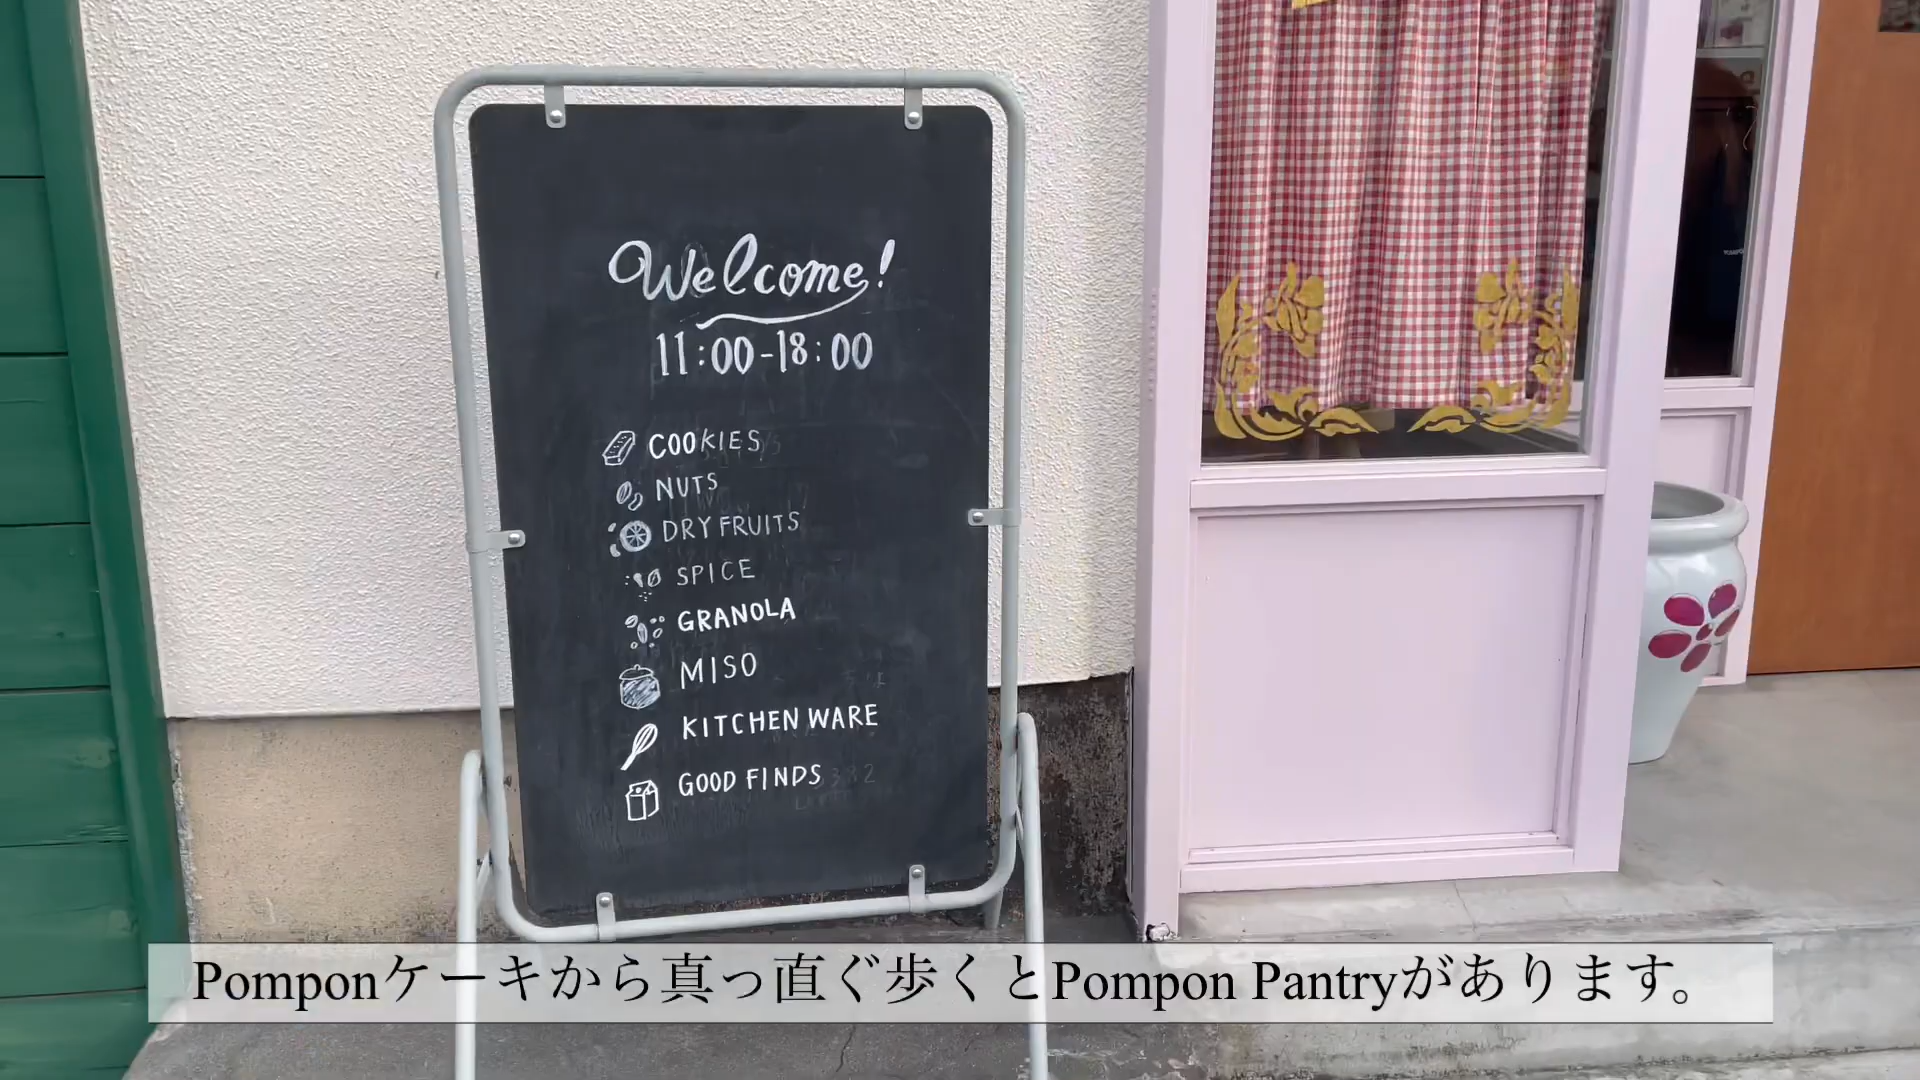 Welcome!
11:00-18:00
COOKIES
NUTS
DRY FRUITS
SPICE
GRANOLA
MISO
KITCHEN WARE
GOOD FINDS
Pomponケーキから真っ直ぐ歩くとPompon Pantryがあります。